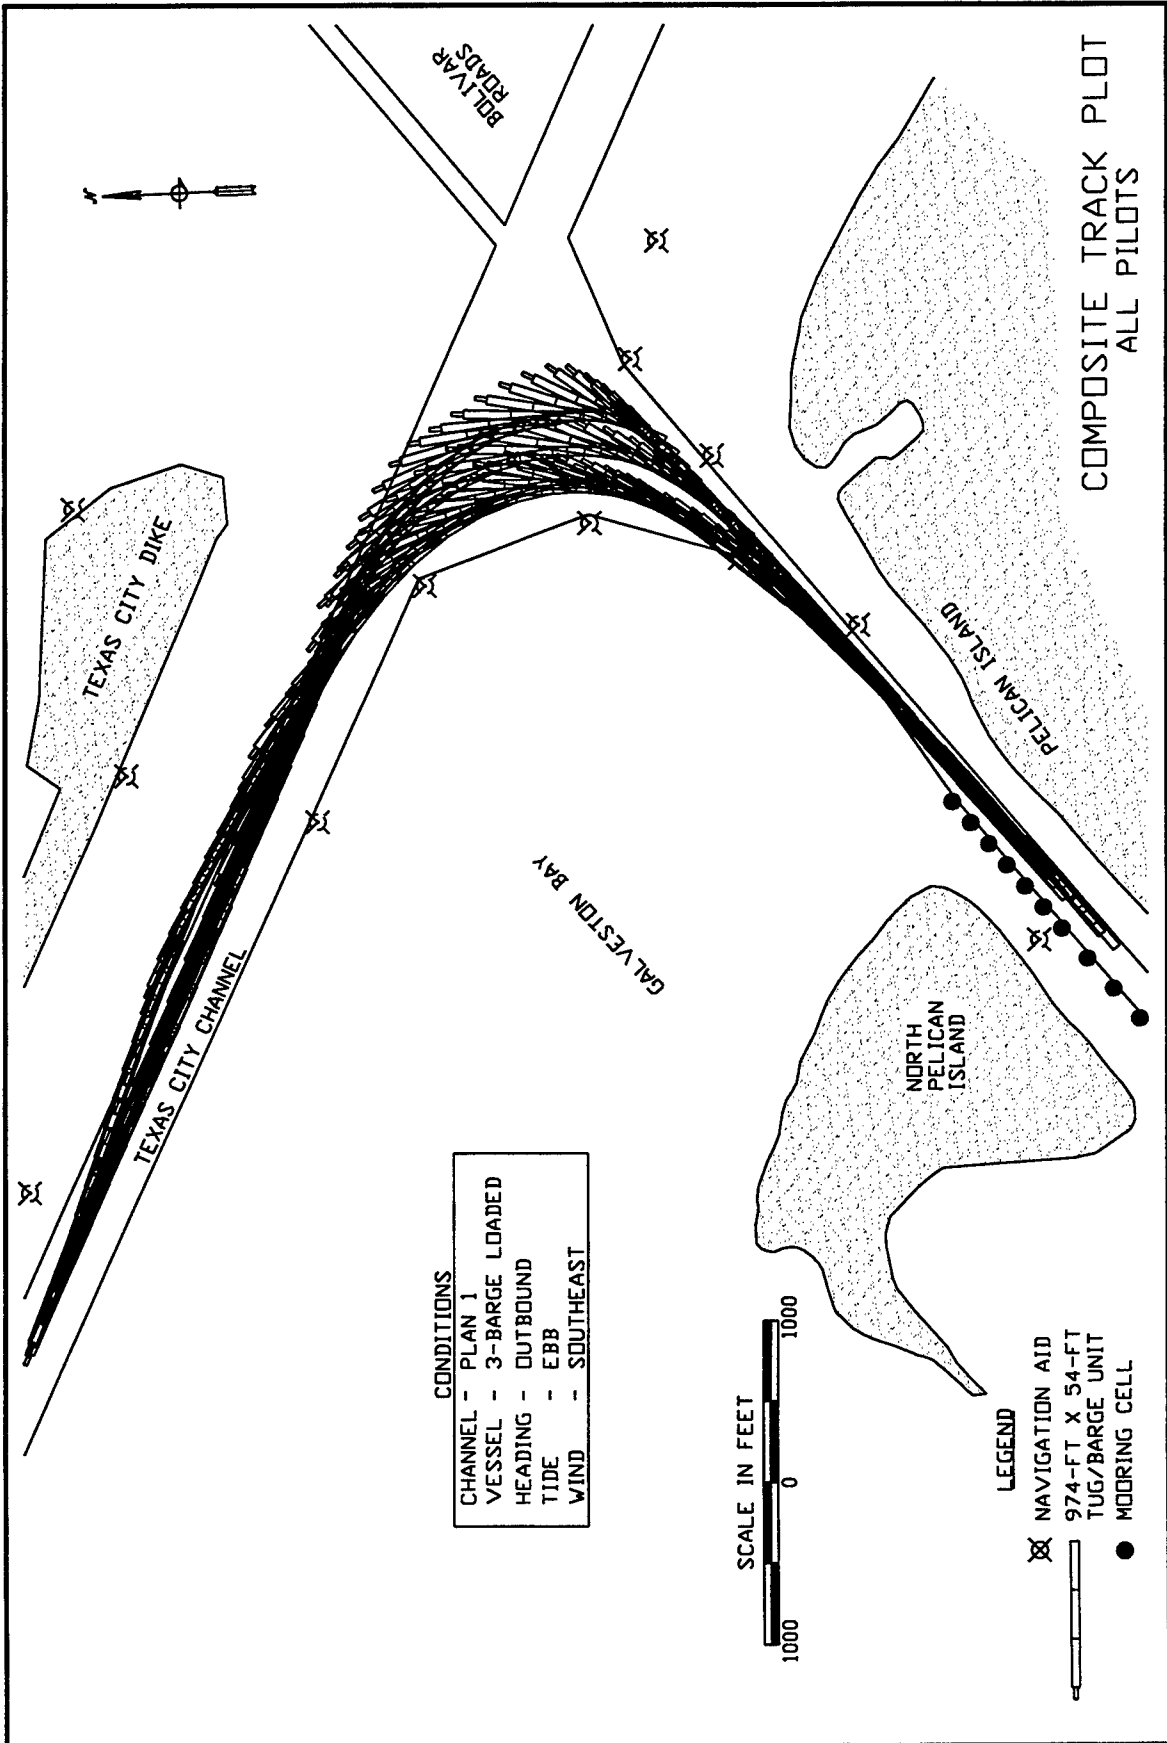 N
BOLIVAR
ROADS
TEXAS CITY DIKE
TEXAS CITY CHANNEL
GALVESTON BAY
PELICAN ISLAND
NORTH
PELICAN
ISLAND
CONDITIONS
CHANNEL - PLAN 1
VESSEL - 3-BARGE LOADED
HEADING - OUTBOUND
TIDE - EBB
WIND - SOUTHEAST
SCALE IN FEET
1000 0 1000
LEGEND
NAVIGATION AID
974-FT X 54-FT
TUG/BARGE UNIT
MOORING CELL
COMPOSITE TRACK PLOT
ALL PILOTS